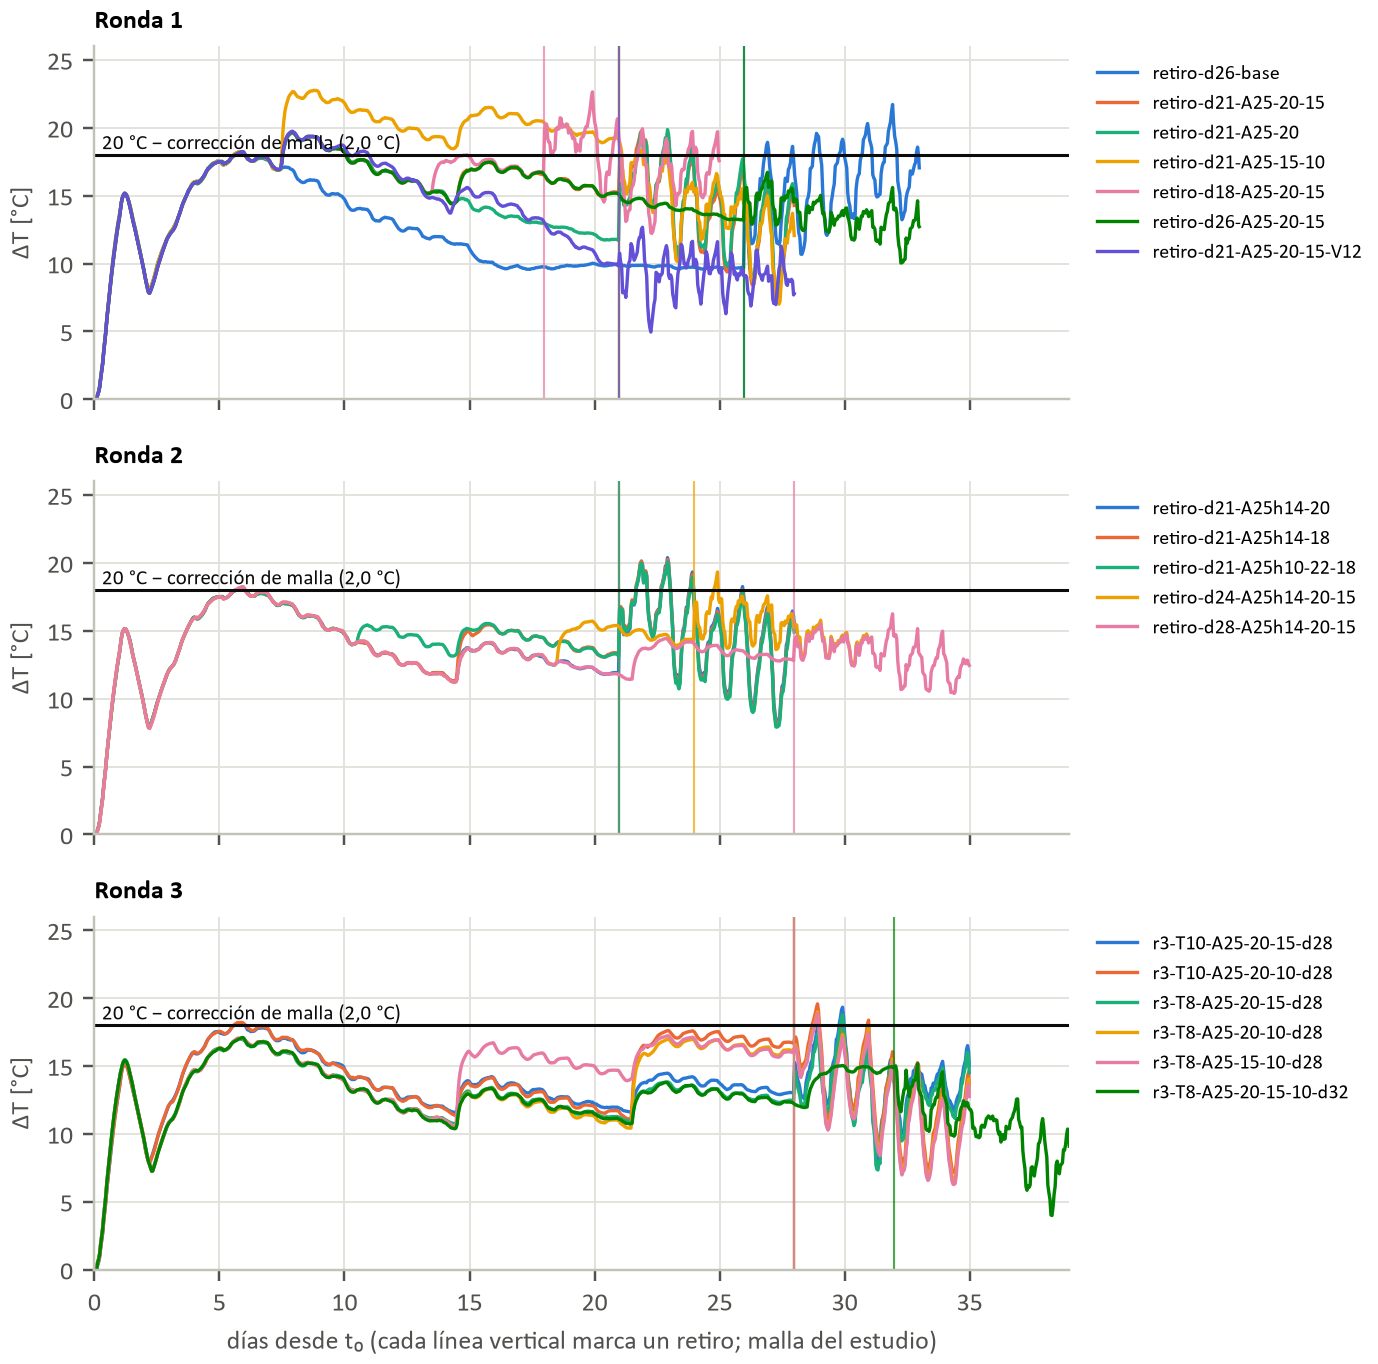 Ronda 1
25
20
15
10
5
0
ΔT [°C]
20 °C – corrección de malla (2,0 °C)
retiro-d26-base
retiro-d21-A25-20-15
retiro-d21-A25-20
retiro-d21-A25-15-10
retiro-d18-A25-20-15
retiro-d26-A25-20-15
retiro-d21-A25-20-15-V12
Ronda 2
25
20
15
10
5
0
ΔT [°C]
20 °C – corrección de malla (2,0 °C)
retiro-d21-A25h14-20
retiro-d21-A25h14-18
retiro-d21-A25h10-22-18
retiro-d24-A25h14-20-15
retiro-d28-A25h14-20-15
Ronda 3
25
20
15
10
5
0
ΔT [°C]
20 °C – corrección de malla (2,0 °C)
r3-T10-A25-20-15-d28
r3-T10-A25-20-10-d28
r3-T8-A25-20-15-d28
r3-T8-A25-20-10-d28
r3-T8-A25-15-10-d28
r3-T8-A25-20-15-10-d32
0 5 10 15 20 25 30 35
días desde t₀ (cada línea vertical marca un retiro; malla del estudio)